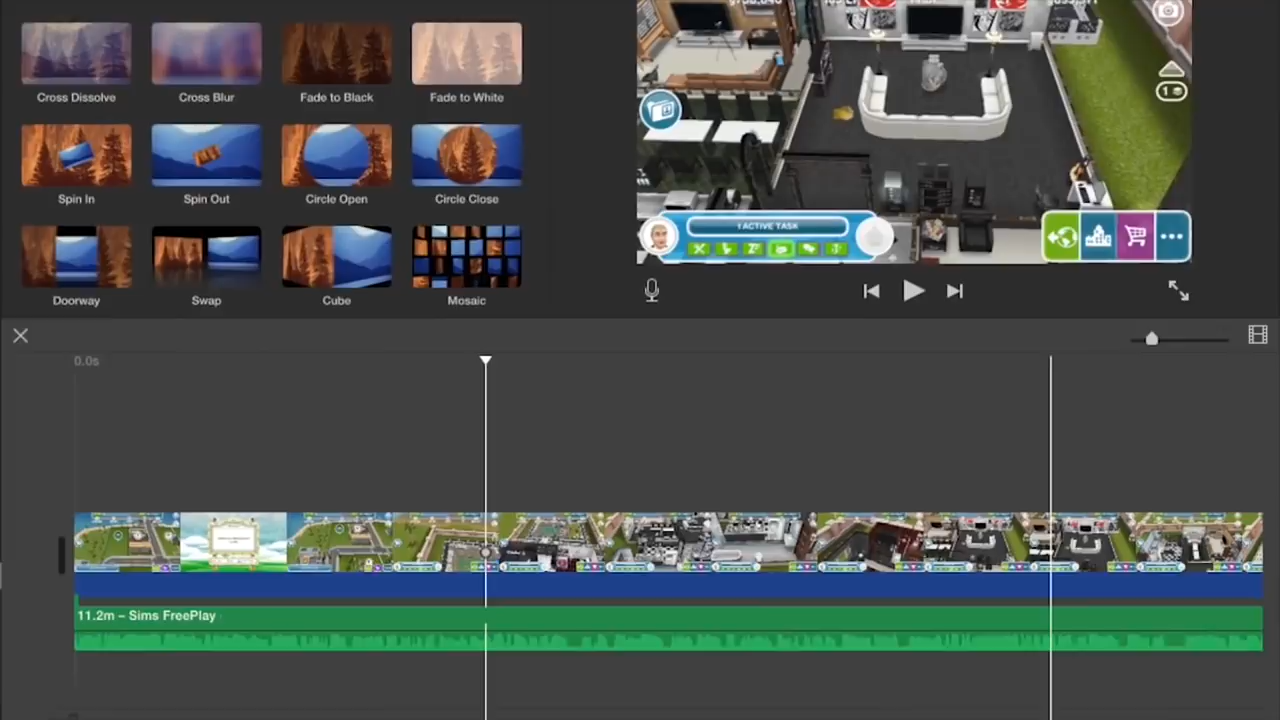 Cross Dissolve
Cross Blur
Fade to Black
Fade to White
Spin In
Spin Out
Circle Open
Circle Close
Doorway
Swap
Cube
Mosaic
1 ACTIVE TASK
1
0.0s
11.2m – Sims FreePlay